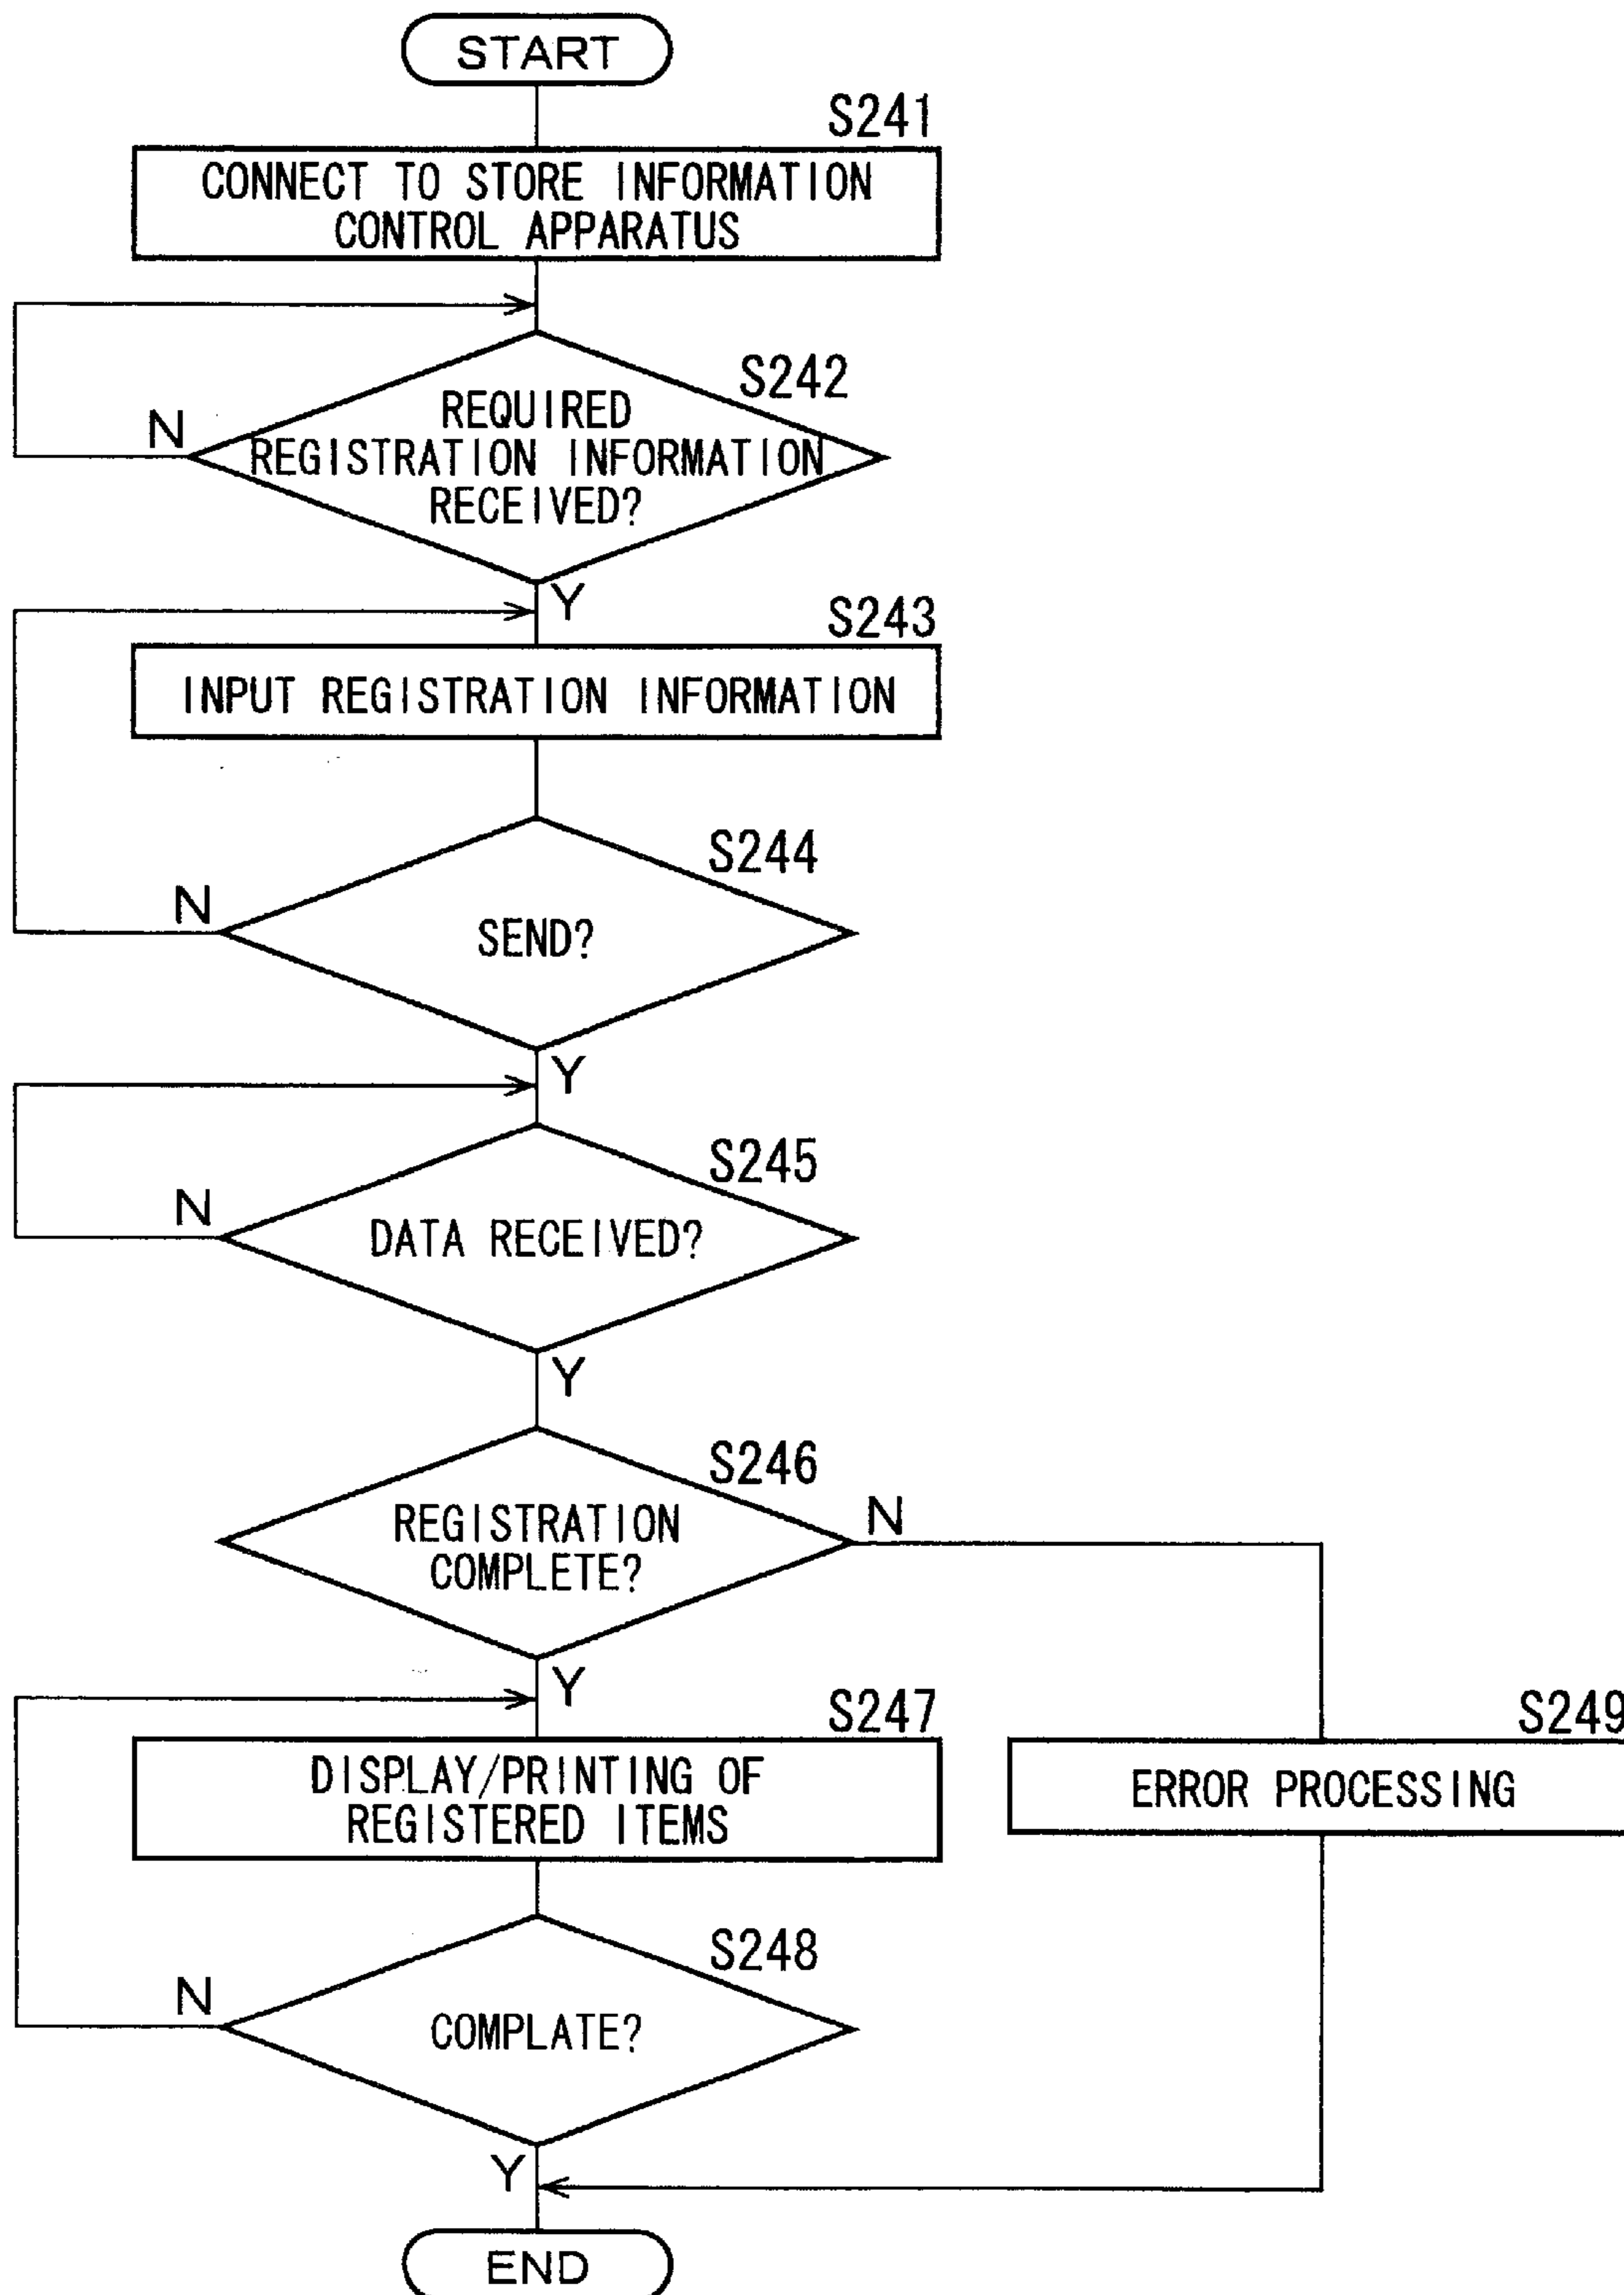 START
S241
CONNECT TO STORE INFORMATION
CONTROL APPARATUS
S242
REQUIRED
REGISTRATION INFORMATION
RECEIVED?
N
Y
S243
INPUT REGISTRATION INFORMATION
S244
SEND?
N
Y
S245
DATA RECEIVED?
N
Y
S246
REGISTRATION
COMPLETE?
N
Y
S247
DISPLAY/PRINTING OF
REGISTERED ITEMS
S249
ERROR PROCESSING
S248
COMPLATE?
N
Y
END